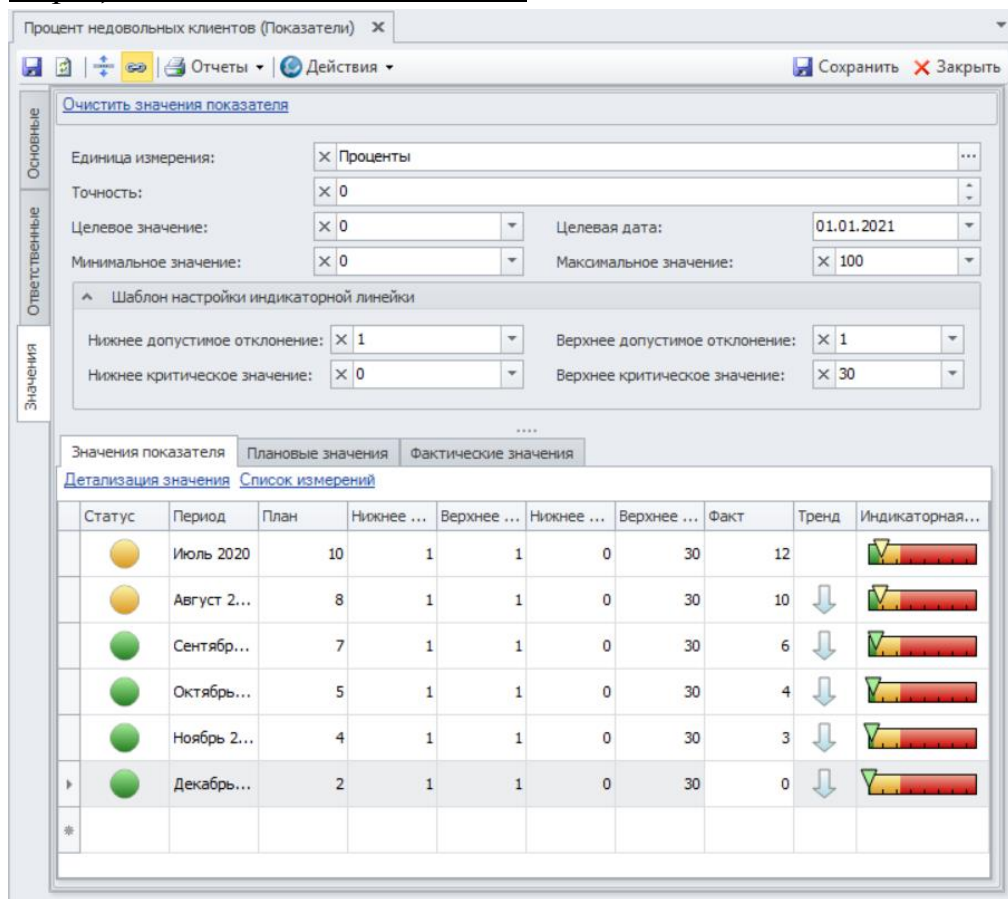 Процент недовольных клиентов (Показатели)
Отчеты Действия Сохранить Закрыть
Основные
Ответственные
Значения
Очистить значения показателя
Единица измерения: Проценты ...
Точность: 0
Целевое значение: 0 Целевая дата: 01.01.2021
Минимальное значение: 0 Максимальное значение: 100
Шаблон настройки индикаторной линейки
Нижнее допустимое отклонение: 1 Верхнее допустимое отклонение: 1
Нижнее критическое значение: 0 Верхнее критическое значение: 30
Значения показателя Плановые значения Фактические значения
Детализация значения Список измерений
Статус Период План Нижнее ... Верхнее ... Нижнее ... Верхнее ... Факт Тренд Индикаторная...
Июль 2020 10 1 1 0 30 12
Август 2... 8 1 1 0 30 10
Сентябр... 7 1 1 0 30 6
Октябрь... 5 1 1 0 30 4
Ноябрь 2... 4 1 1 0 30 3
Декабрь... 2 1 1 0 30 0